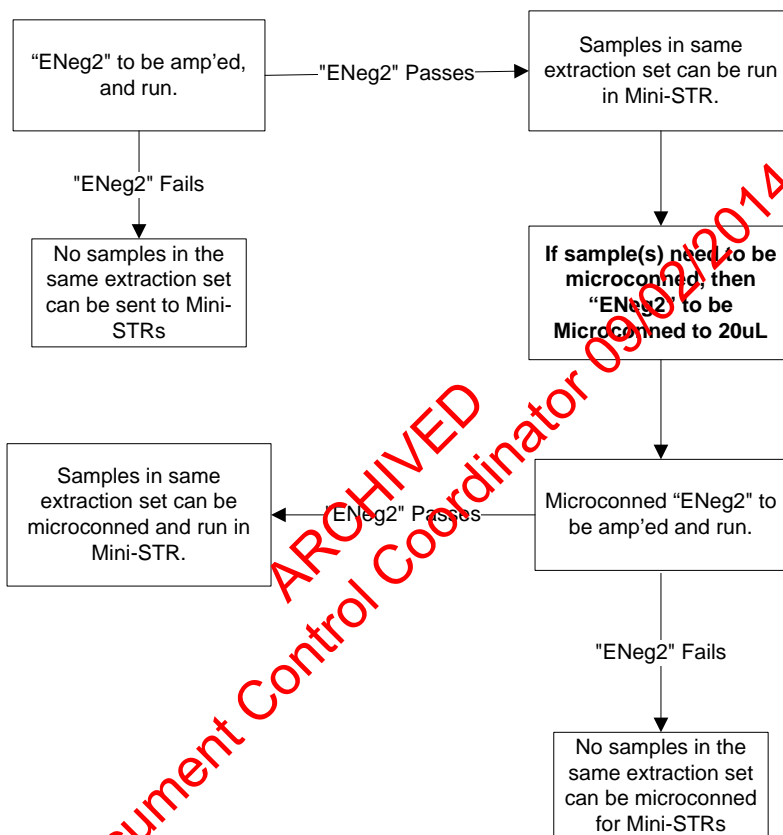 “ENeg2" to be amp'ed,
and run.
"ENeg2" Passes
Samples in same
extraction set can be run
in Mini-STR.
"ENeg2" Fails
No samples in the
same extraction set
can be sent to Mini-
STRs
If sample(s) need to be
microconned, then
“ENeg2” to be
Microconned to 20uL
Samples in same
extraction set can be
microconned and run in
Mini-STR.
"ENeg2" Passes
Microconned “ENeg2" to
be amp'ed and run.
"ENeg2" Fails
No samples in the
same extraction set
can be microconned
for Mini-STRs
ARCHIVED
Control Coordinator 09/02/2014